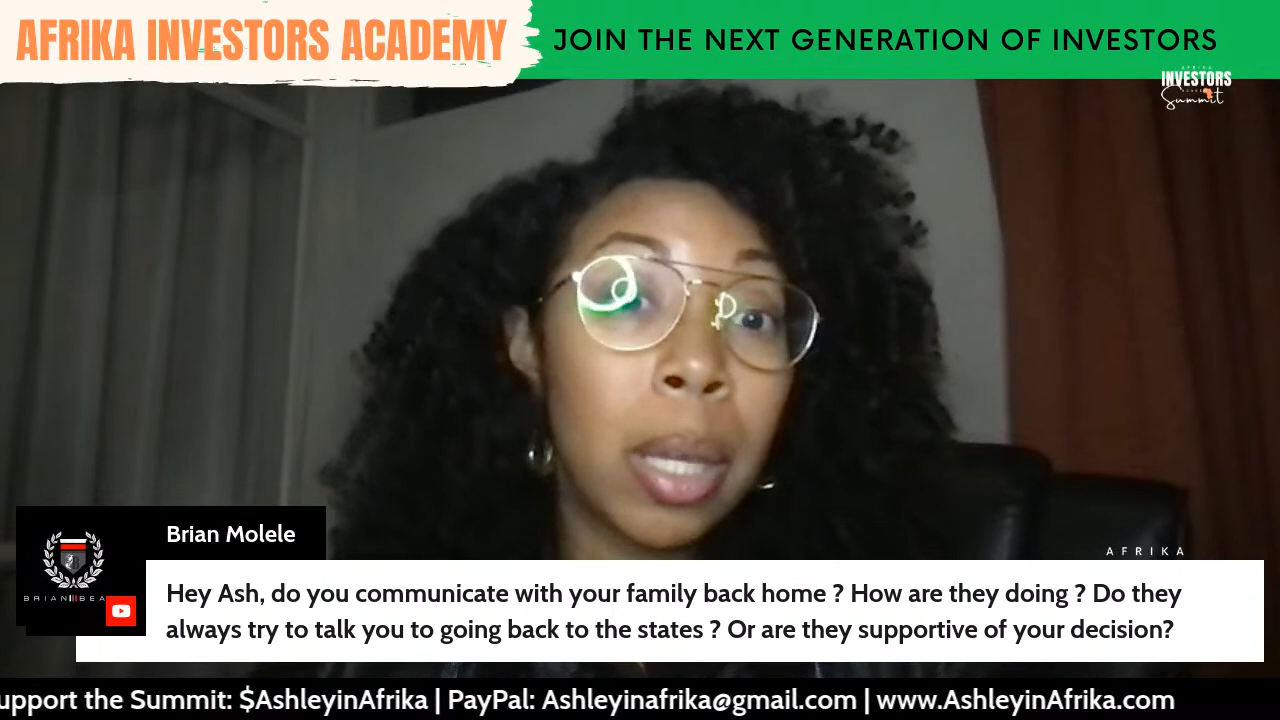 AFRIKA INVESTORS ACADEMY
JOIN THE NEXT GENERATION OF INVESTORS
AFRIKA
INVESTORS
Summit
Brian Molele
BRIAN BEA
Hey Ash, do you communicate with your family back home ? How are they doing ? Do they
always try to talk you to going back to the states ? Or are they supportive of your decision?
AFRIKA
upport the Summit: $AshleyinAfrika | PayPal: Ashleyinafrika@gmail.com | www.AshleyinAfrika.com